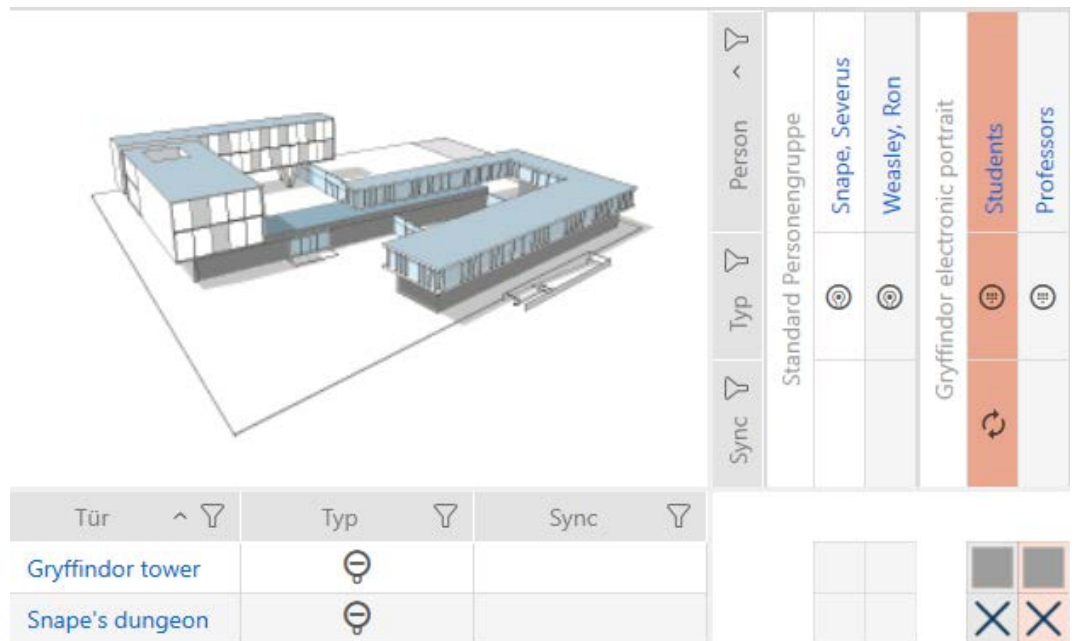 Person
Typ
Sync
Standard Personengruppe
Snape, Severus
Weasley, Ron
Gryffindor electronic portrait
Students
Professors
Tür Typ Sync
Gryffindor tower
Snape's dungeon